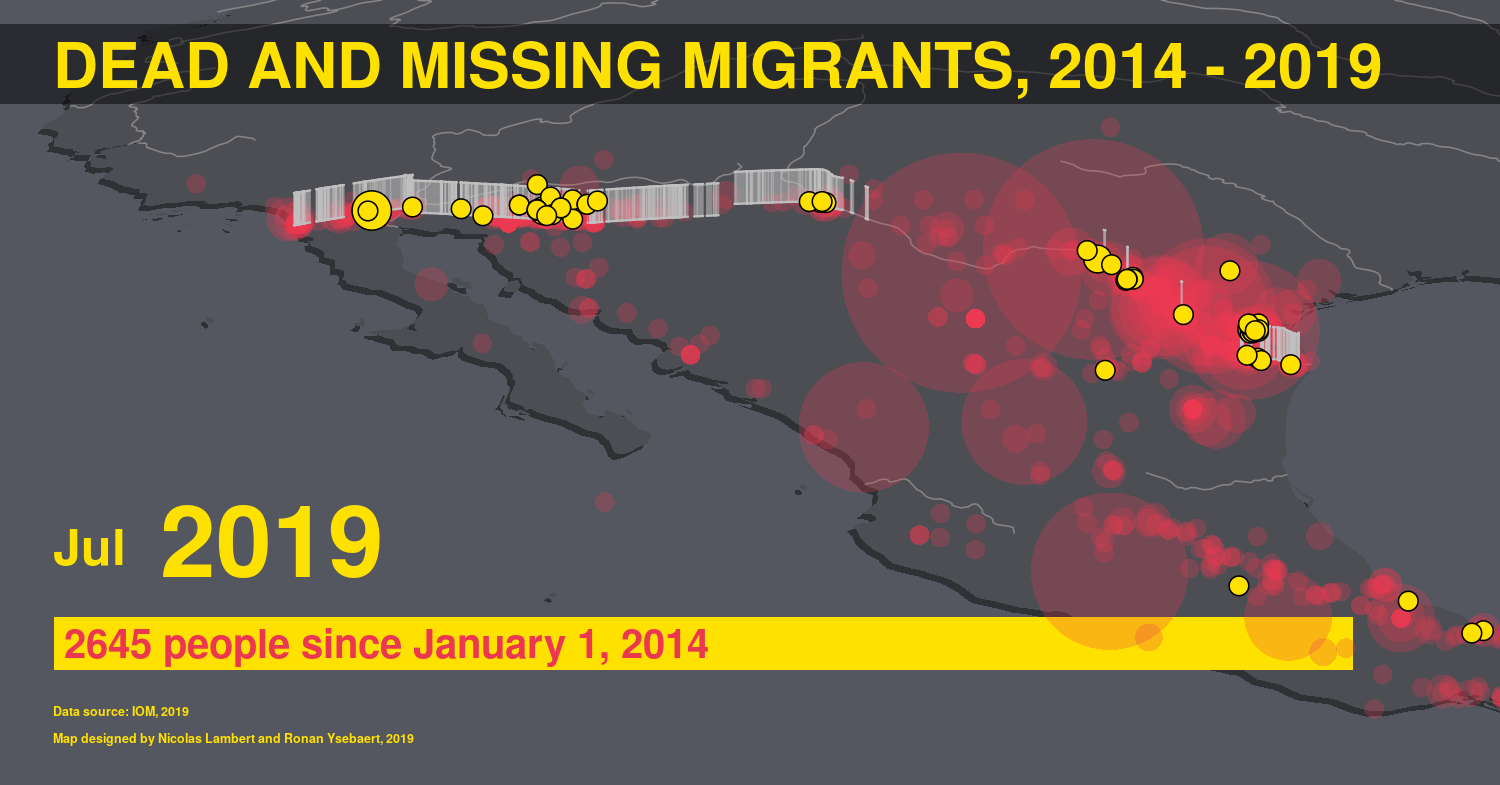 DEAD AND MISSING MIGRANTS, 2014 - 2019
Jul 2019
2645 people since January 1, 2014
Data source: IOM, 2019
Map designed by Nicolas Lambert and Ronan Ysebaert, 2019